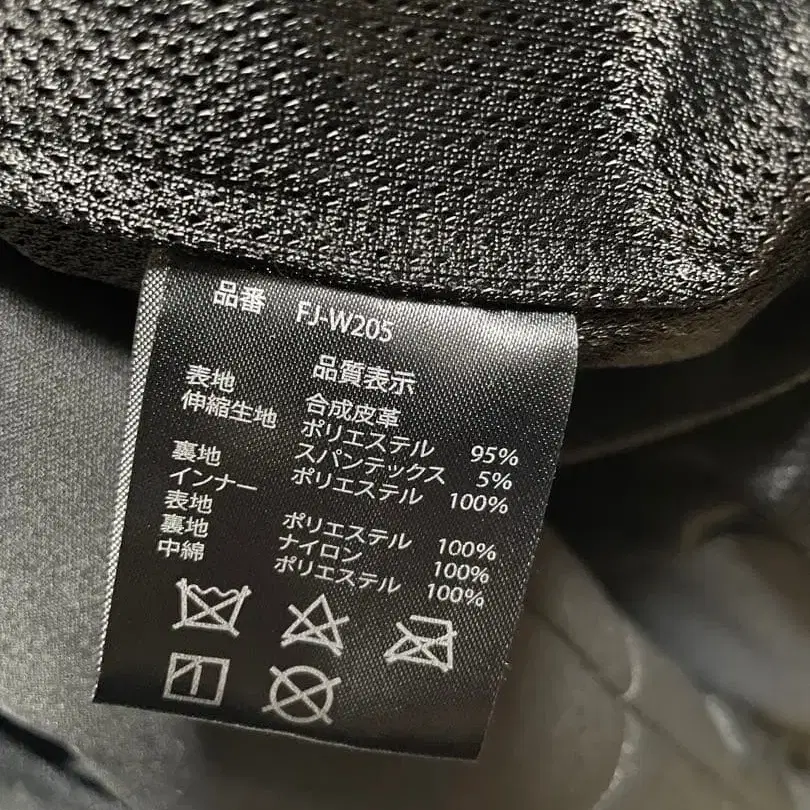 品番 FJ-W205
品質表示
表地 合成皮革
伸縮生地 ポリエステル 95%
スパンテックス 5%
裏地 ポリエステル 100%
インナー
表地 ポリエステル 100%
裏地 ナイロン 100%
中綿 ポリエステル 100%